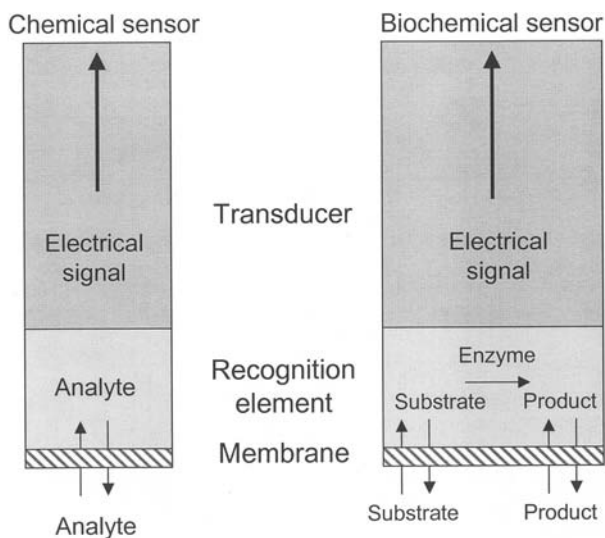 Chemical sensor
Electrical
signal
Analyte
Analyte
Transducer
Recognition
element
Membrane
Biochemical sensor
Electrical
signal
Enzyme
Substrate Product
Substrate Product